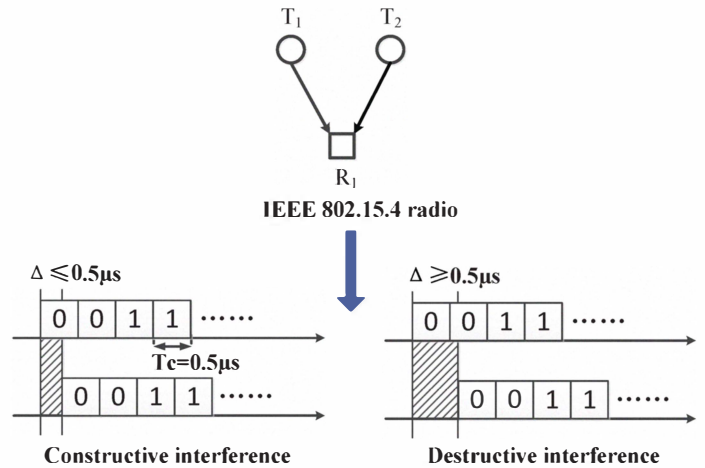 T₁ T₂
R₁
IEEE 802.15.4 radio
Δ ≤0.5μs
0 0 1 1 ······
Tc=0.5μs
0 0 1 1 ······
Constructive interference
Δ ≥0.5μs
0 0 1 1 ······
0 0 1 1 ······
Destructive interference